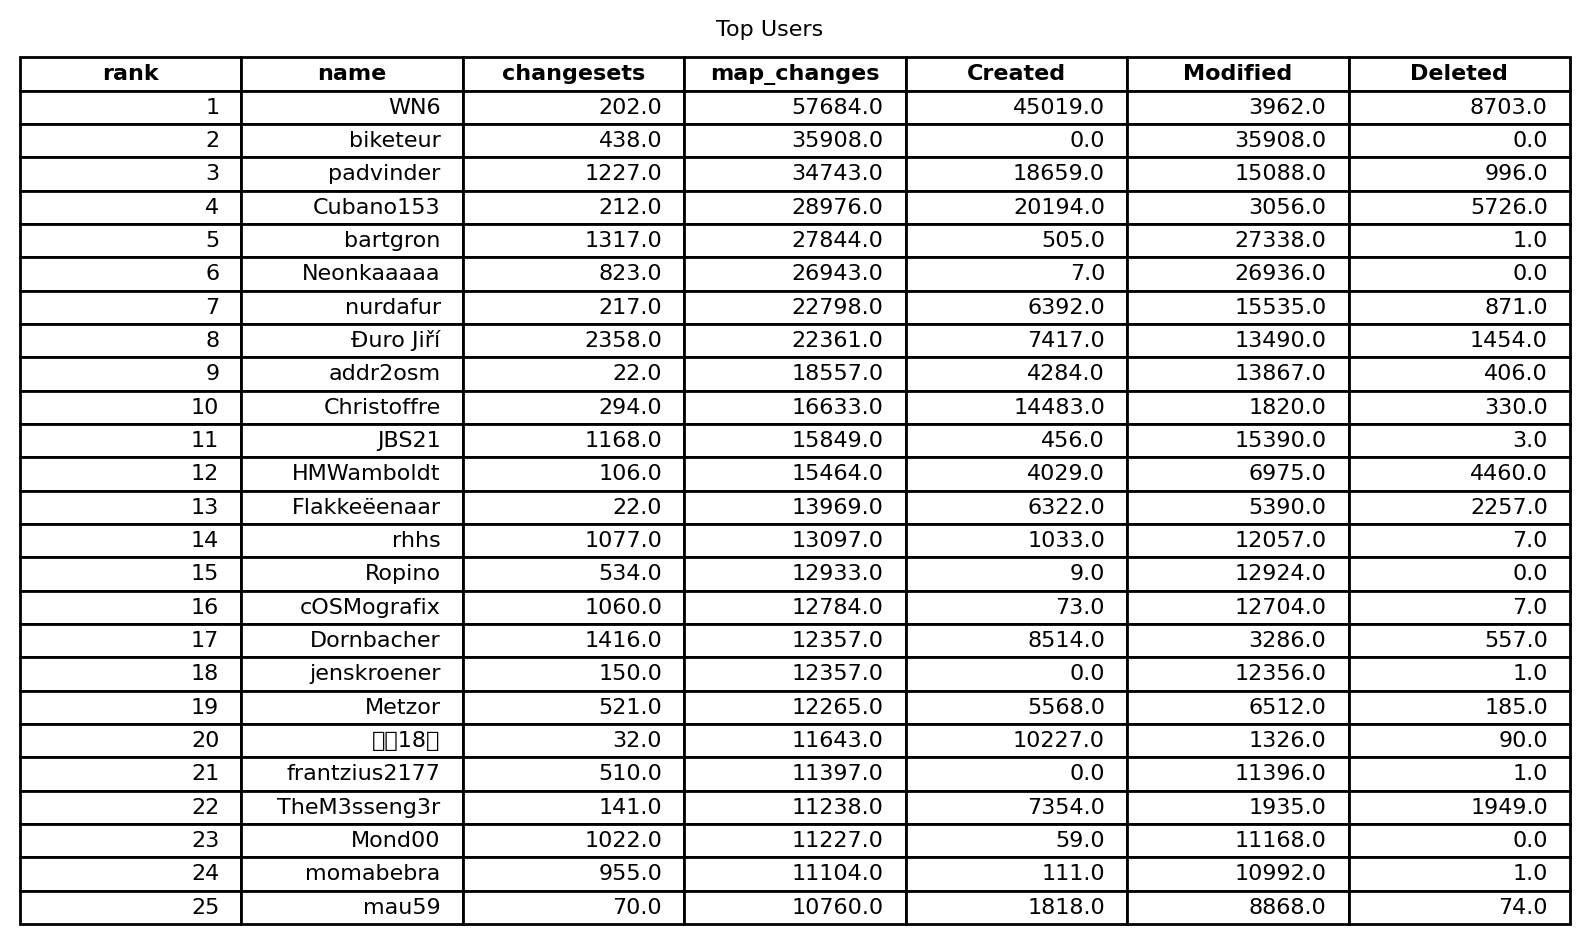 Top Users
rank name changesets map_changes Created Modified Deleted
1 WN6 202.0 57684.0 45019.0 3962.0 8703.0
2 biketeur 438.0 35908.0 0.0 35908.0 0.0
3 padvinder 1227.0 34743.0 18659.0 15088.0 996.0
4 Cubano153 212.0 28976.0 20194.0 3056.0 5726.0
5 bartgron 1317.0 27844.0 505.0 27338.0 1.0
6 Neonkaaaaa 823.0 26943.0 7.0 26936.0 0.0
7 nurdafur 217.0 22798.0 6392.0 15535.0 871.0
8 Đuro Jiří 2358.0 22361.0 7417.0 13490.0 1454.0
9 addr2osm 22.0 18557.0 4284.0 13867.0 406.0
10 Christoffre 294.0 16633.0 14483.0 1820.0 330.0
11 JBS21 1168.0 15849.0 456.0 15390.0 3.0
12 HMWamboldt 106.0 15464.0 4029.0 6975.0 4460.0
13 Flakkeëenaar 22.0 13969.0 6322.0 5390.0 2257.0
14 rhhs 1077.0 13097.0 1033.0 12057.0 7.0
15 Ropino 534.0 12933.0 9.0 12924.0 0.0
16 cOSMografix 1060.0 12784.0 73.0 12704.0 7.0
17 Dornbacher 1416.0 12357.0 8514.0 3286.0 557.0
18 jenskroener 150.0 12357.0 0.0 12356.0 1.0
19 Metzor 521.0 12265.0 5568.0 6512.0 185.0
20 18 32.0 11643.0 10227.0 1326.0 90.0
21 frantzius2177 510.0 11397.0 0.0 11396.0 1.0
22 TheM3sseng3r 141.0 11238.0 7354.0 1935.0 1949.0
23 Mond00 1022.0 11227.0 59.0 11168.0 0.0
24 momabebra 955.0 11104.0 111.0 10992.0 1.0
25 mau59 70.0 10760.0 1818.0 8868.0 74.0